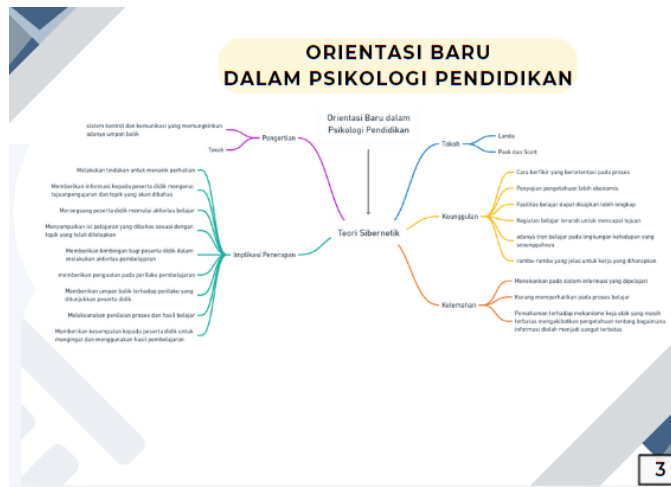 ORIENTASI BARU
DALAM PSIKOLOGI PENDIDIKAN
Orientasi Baru dalam
Psikologi Pendidikan
Teori Sibernetik
Pengertian
sistem kontrol dan komunikasi yang memungkinkan
adanya umpan balik
Tokoh
Implikasi Penerapan
Melakukan tindakan untuk menarik perhatian
Memberikan informasi kepada peserta didik mengenai
tujuanpengajaran dan topik yang akan dibahas
Merangsang peserta didik memulai aktivitas belajar
Menyampaikan isi pelajaran yang dibahas sesuai dengan
topik yang telah ditetapkan
Memberikan bimbingan bagi peserta didik dalam
melakukan aktivitas pembelajaran
memberikan penguatan pada perilaku pembelajaran
Memberikan umpan balik terhadap perilaku yang
ditunjukkan peserta didik
Melaksanakan penilaian proses dan hasil belajar
Memberikan kesempatan kepada peserta didik untuk
mengingat dan menggunakan hasil pembelajaran
Tokoh
Landa
Pask dan Scott
Keunggulan
Cara berfikir yang berorientasi pada proses
Penyajian pengetahuan lebih ekonomis
Fasilitas belajar dapat disajikan lebih lengkap
Kegiatan belajar terarah untuk mencapai tujuan
adanya tren belajar pada lingkungan kehidupan yang
sesungguhnya
rambu-rambu yang jelas untuk kerja yang diharapkan
Kelemahan
Menekankan pada sistem informasi yang dipelajari
Kurang memperhatikan pada proses belajar
Pemahaman terhadap mekanisme keja otak yang masih
terbatas mengakibatkan pengetahuan tentang bagaimana
informasi diolah menjadi sangat terbatas
3